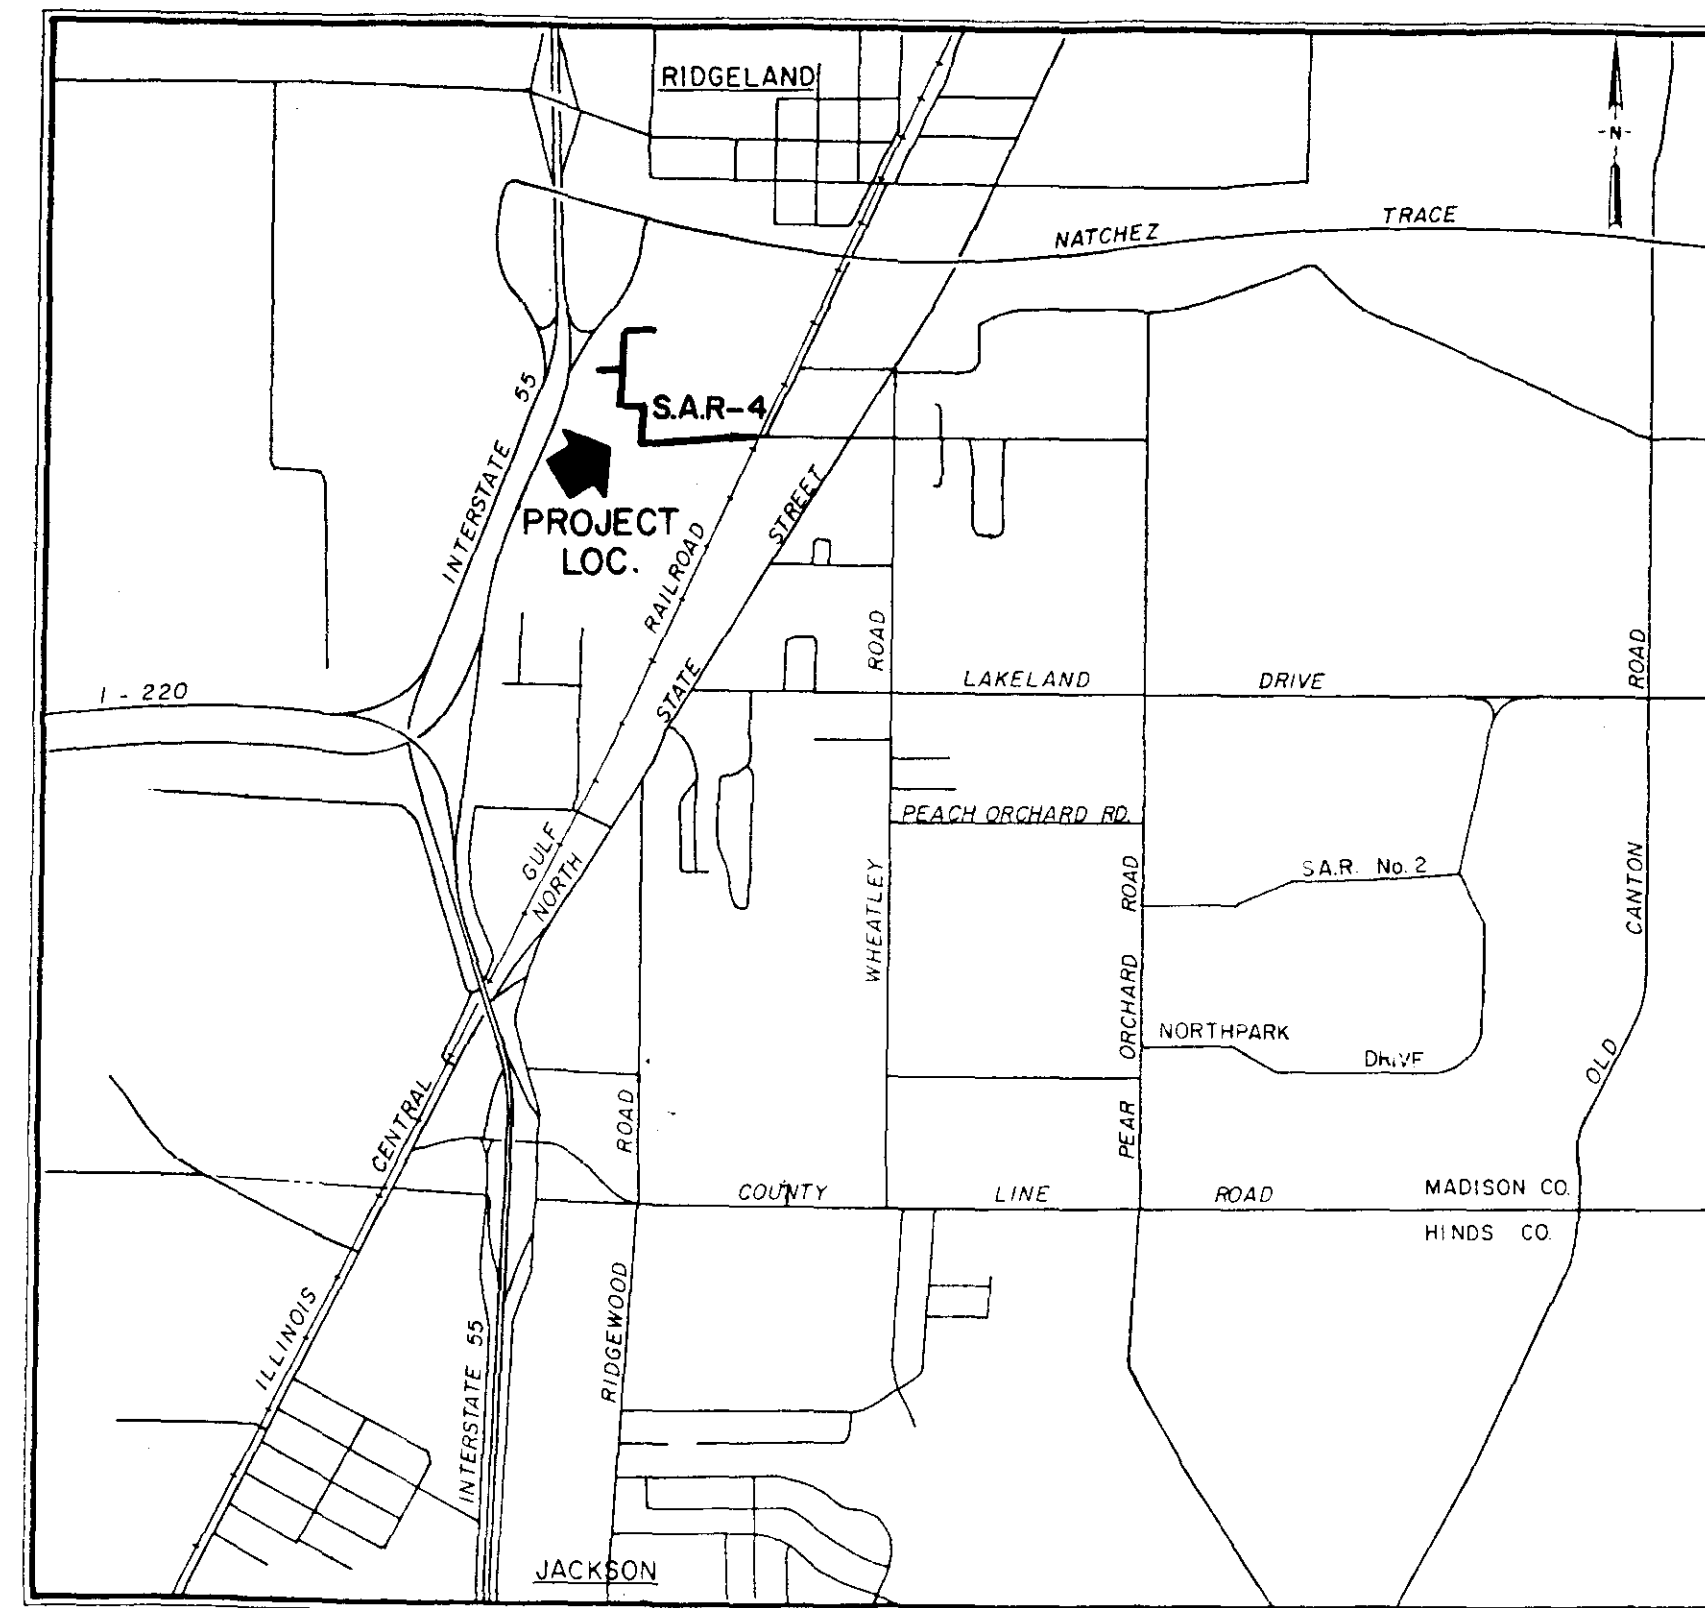 RIDGELAND
-N-
NATCHEZ TRACE
INTERSTATE 55
S.A.R-4
PROJECT
LOC.
RAILROAD
STREET
ROAD
STATE
LAKELAND DRIVE
ROAD
I - 220
PEACH ORCHARD RD.
GULF
NORTH
WHEATLEY
ROAD
S.A.R. No. 2
CANTON
ORCHARD
NORTHPARK
DRIVE
OLD
CENTRAL
ROAD
PEAR
COUNTY LINE ROAD
MADISON CO.
HINDS CO.
ILLINOIS
INTERSTATE 55
RIDGEWOOD
JACKSON